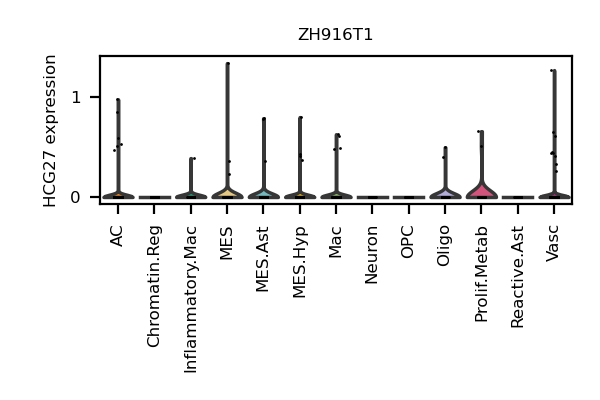 ZH916T1
HCG27 expression
1
0
AC
Chromatin.Reg
Inflammatory.Mac
MES
MES.Ast
MES.Hyp
Mac
Neuron
OPC
Oligo
Prolif.Metab
Reactive.Ast
Vasc